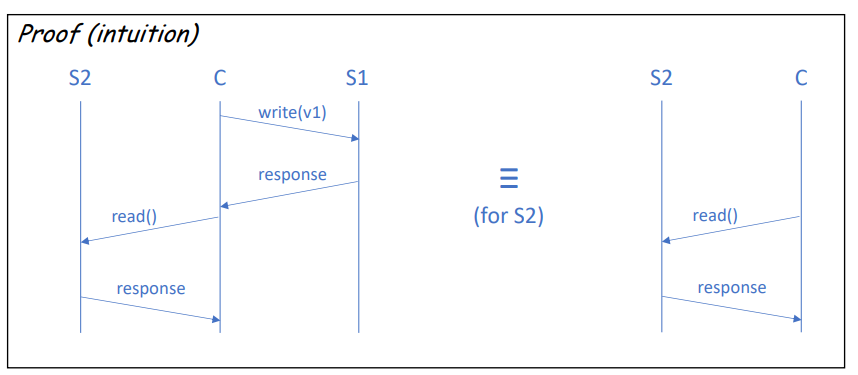 Proof (intuition)
S2 C S1 S2 C
write(v1)
response
≡
(for S2)
read() read()
response response